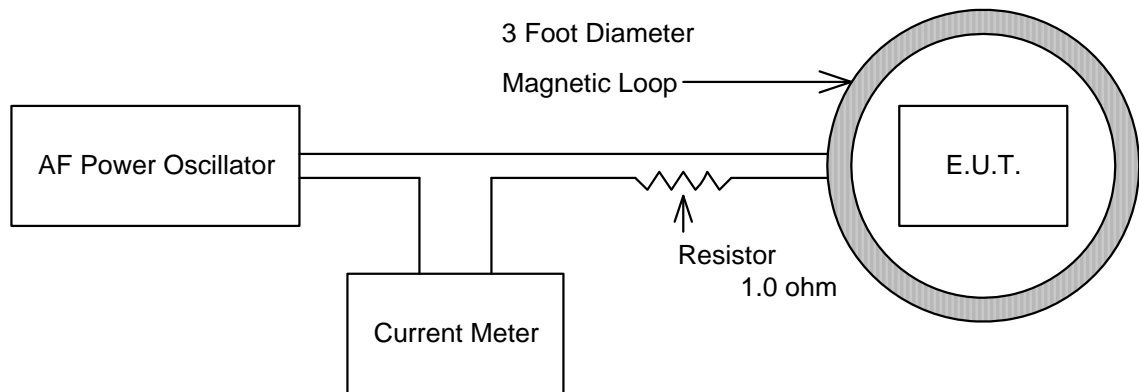 3 Foot Diameter
Magnetic Loop
AF Power Oscillator
E.U.T.
Resistor
1.0 ohm
Current Meter